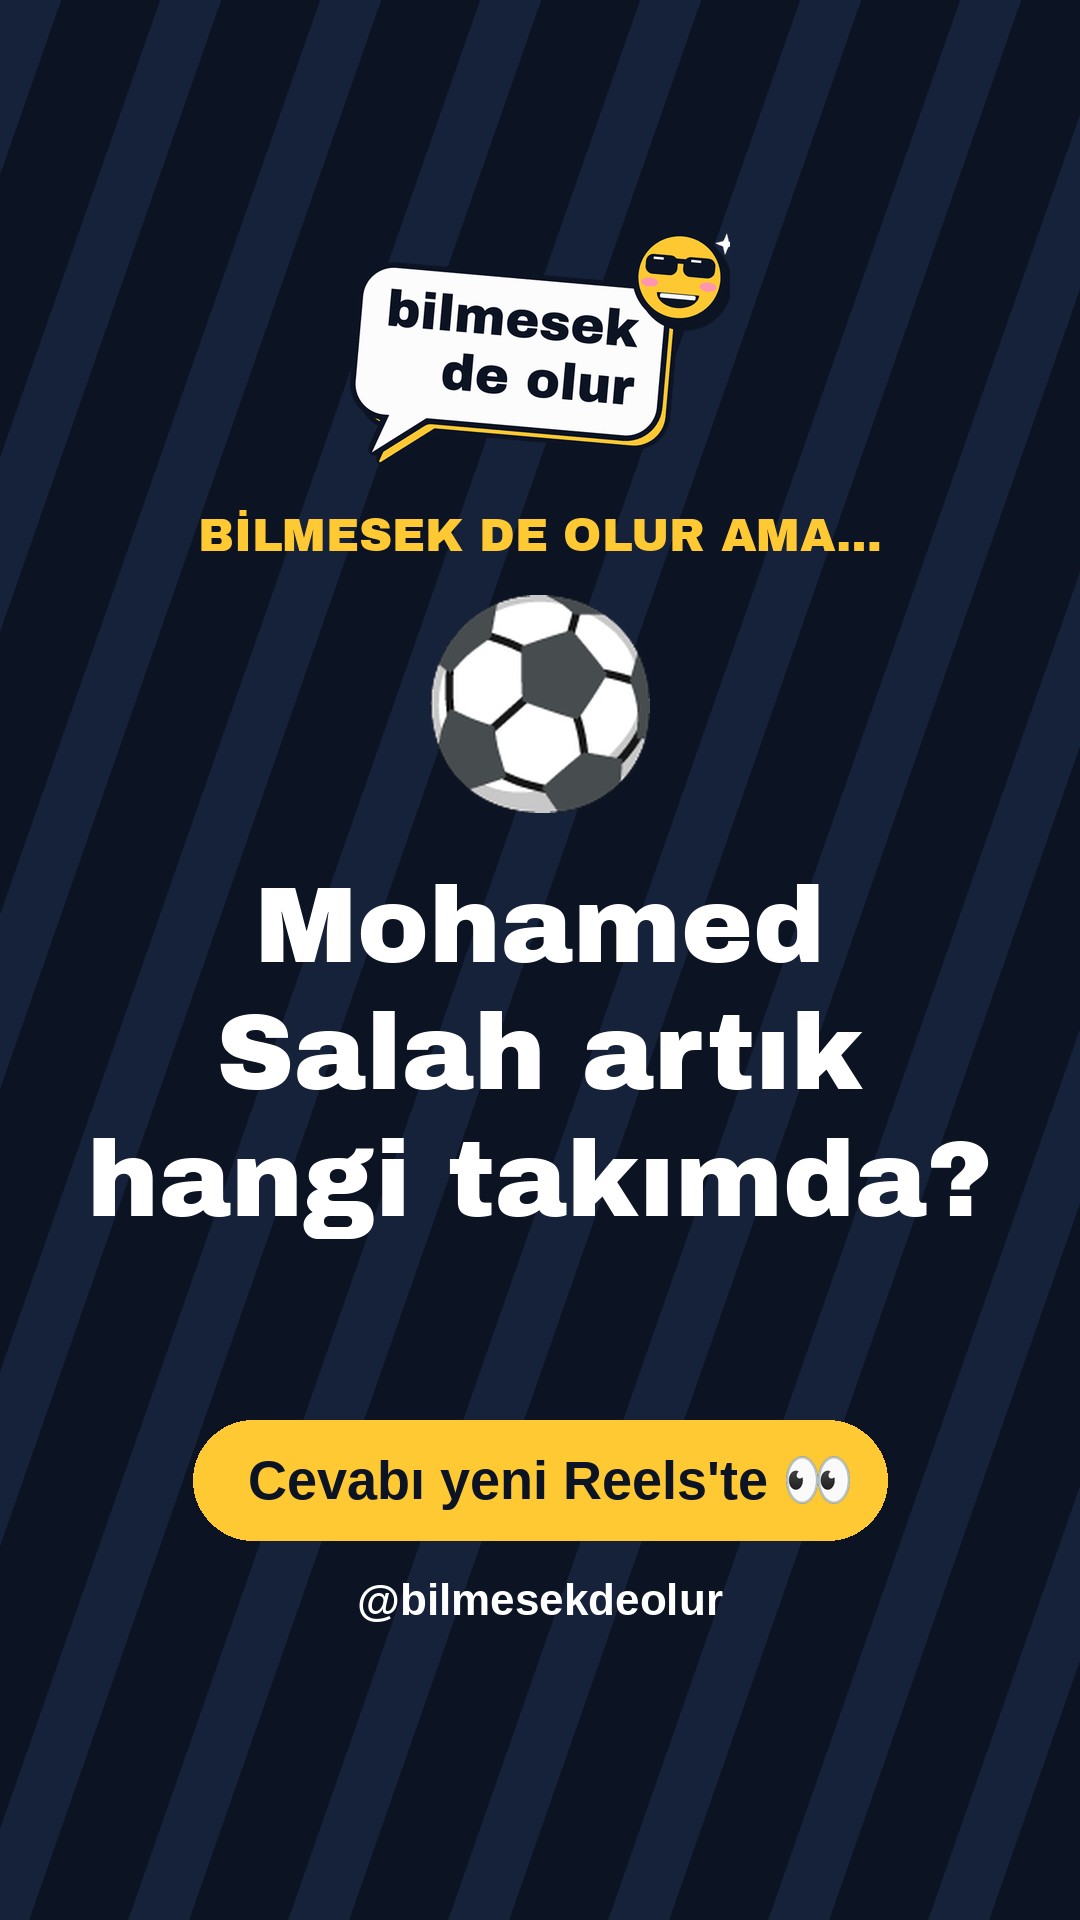 bilmesek
de olur
BİLMESEK DE OLUR AMA...
Mohamed
Salah artık
hangi takımda?
Cevabı yeni Reels'te 👀
@bilmesekdeolur